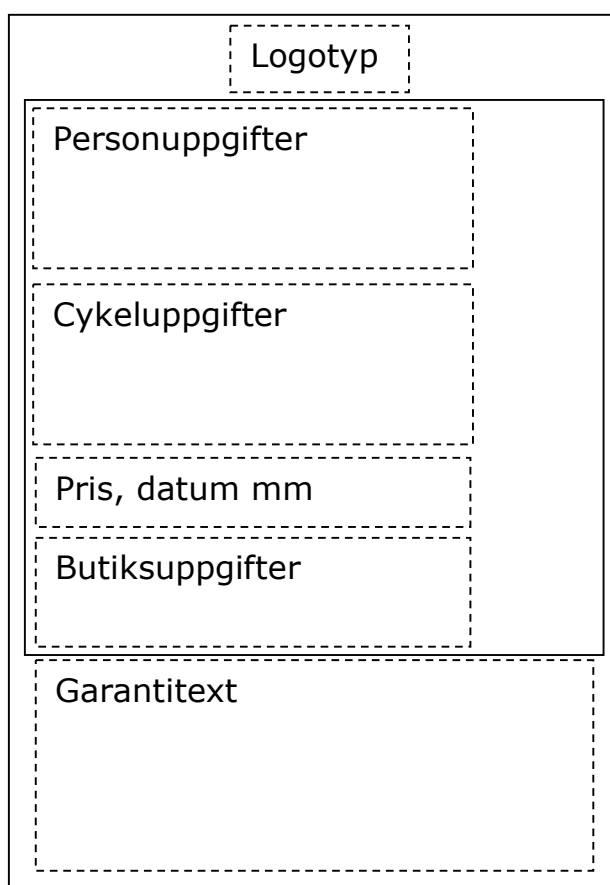 Logotyp
Personuppgifter
Cykeluppgifter
Pris, datum mm
Butiksuppgifter
Garantitext